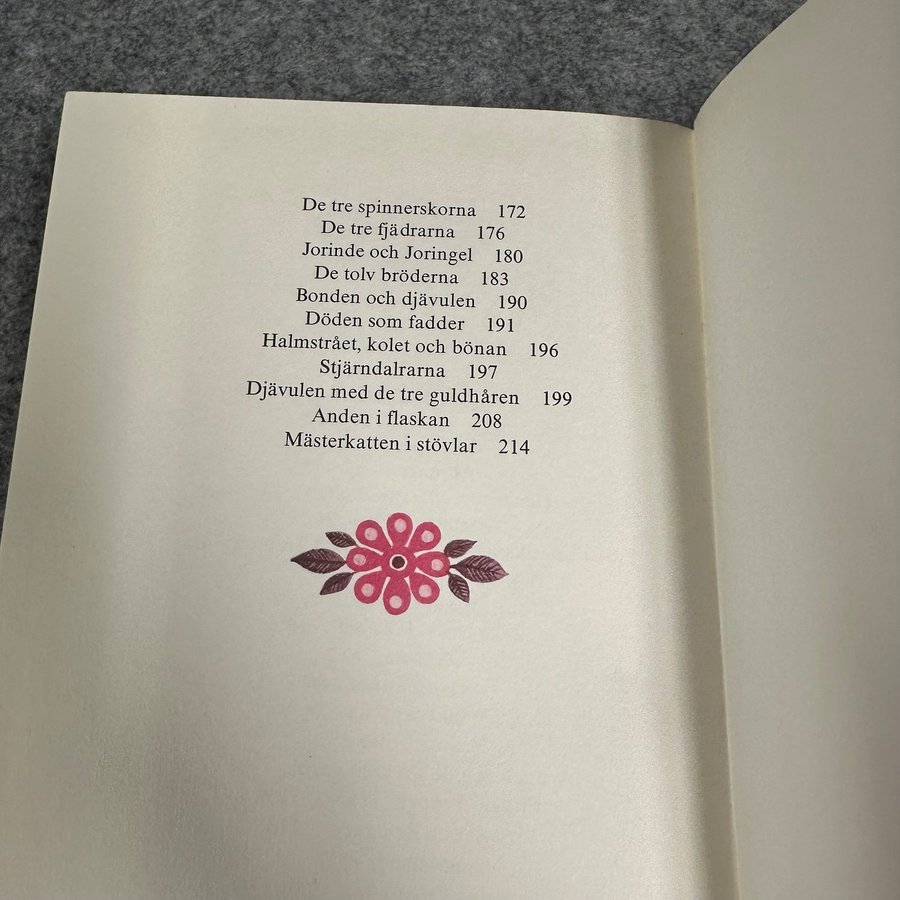 De tre spinnerskorna 172
De tre fjädrarna 176
Jorinde och Joringel 180
De tolv bröderna 183
Bonden och djävulen 190
Döden som fadder 191
Halmstrået, kolet och bönan 196
Stjärndalrarna 197
Djävulen med de tre guldhåren 199
Anden i flaskan 208
Mästerkatten i stövlar 214